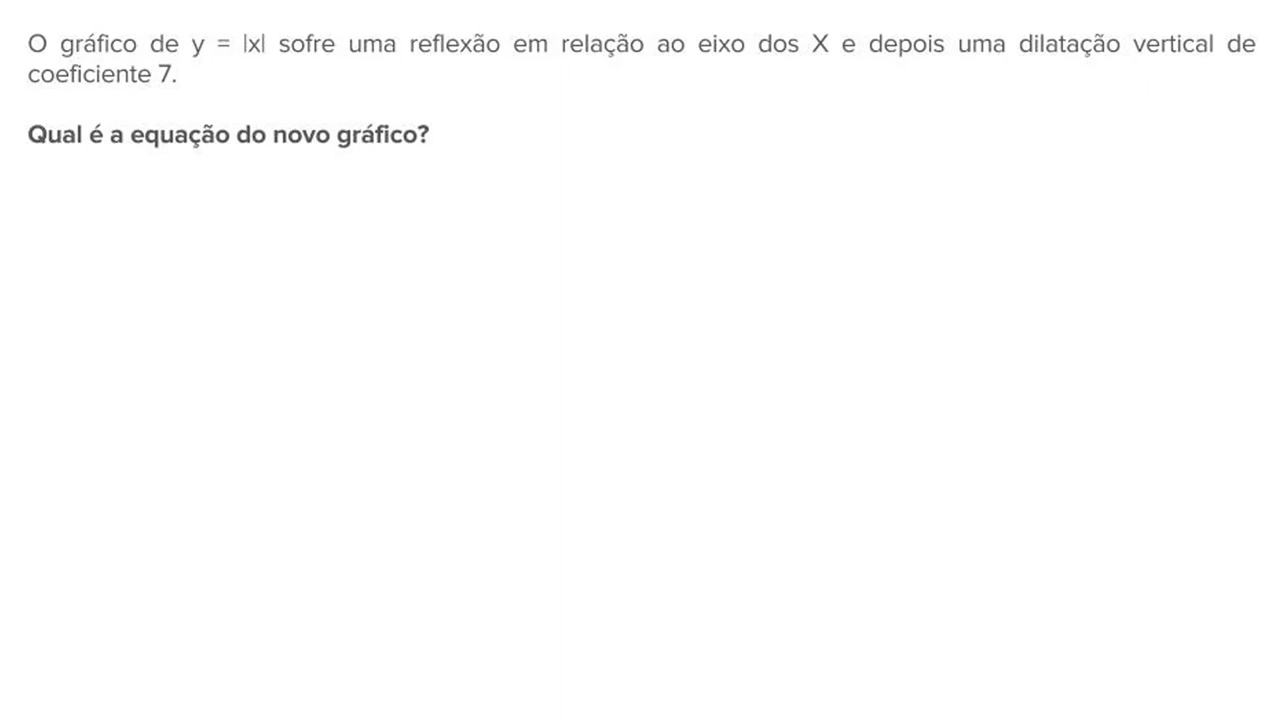 O gráfico de y = |x| sofre uma reflexão em relação ao eixo dos X e depois uma dilatação vertical de
coeficiente 7.
Qual é a equação do novo gráfico?